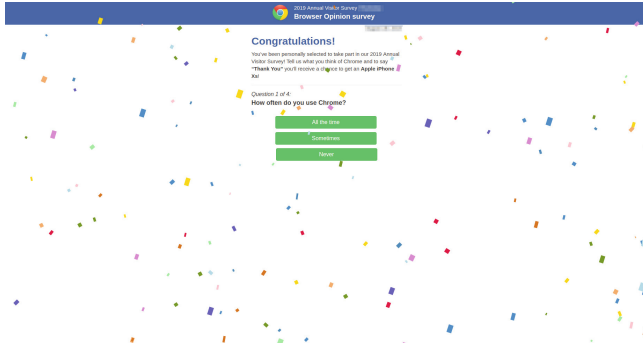 2019 Annual Visitor Survey
Browser Opinion survey
Congratulations!
You've been personally selected to take part in our 2019 Annual
Visitor Survey! Tell us what you think of Chrome and to say
"Thank You" you'll receive a chance to get an Apple iPhone
Xs!
Question 1 of 4:
How often do you use Chrome?
All the time
Sometimes
Never